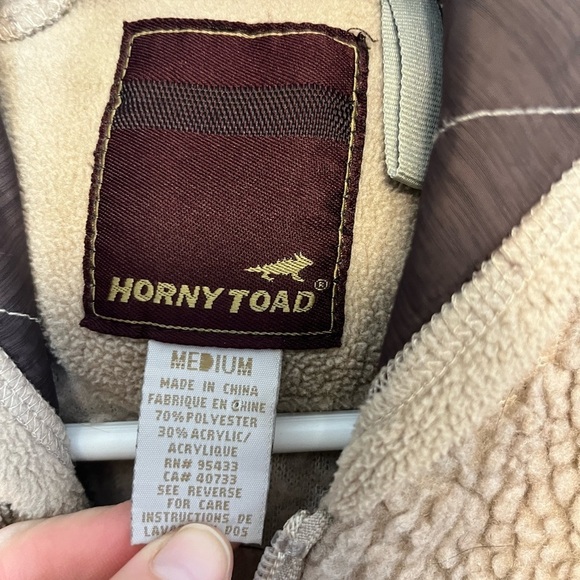 HORNY TOAD®
MEDIUM
MADE IN CHINA
FABRIQUE EN CHINE
70% POLYESTER
30% ACRYLIC/
ACRYLIQUE
RN# 95433
CA# 40733
SEE REVERSE
FOR CARE
INSTRUCTIONS DE
DOS